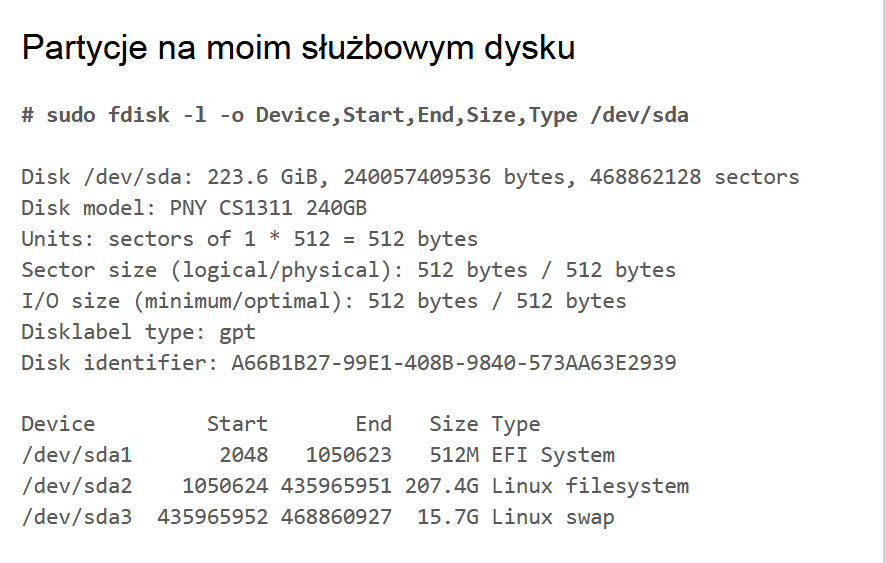 Partycje na moim służbowym dysku
# sudo fdisk -l -o Device,Start,End,Size,Type /dev/sda
Disk /dev/sda: 223.6 GiB, 240057409536 bytes, 468862128 sectors
Disk model: PNY CS1311 240GB
Units: sectors of 1 * 512 = 512 bytes
Sector size (logical/physical): 512 bytes / 512 bytes
I/O size (minimum/optimal): 512 bytes / 512 bytes
Disklabel type: gpt
Disk identifier: A66B1B27-99E1-408B-9840-573AA63E2939
Device Start End Size Type
/dev/sda1 2048 1050623 512M EFI System
/dev/sda2 1050624 435965951 207.4G Linux filesystem
/dev/sda3 435965952 468860927 15.7G Linux swap